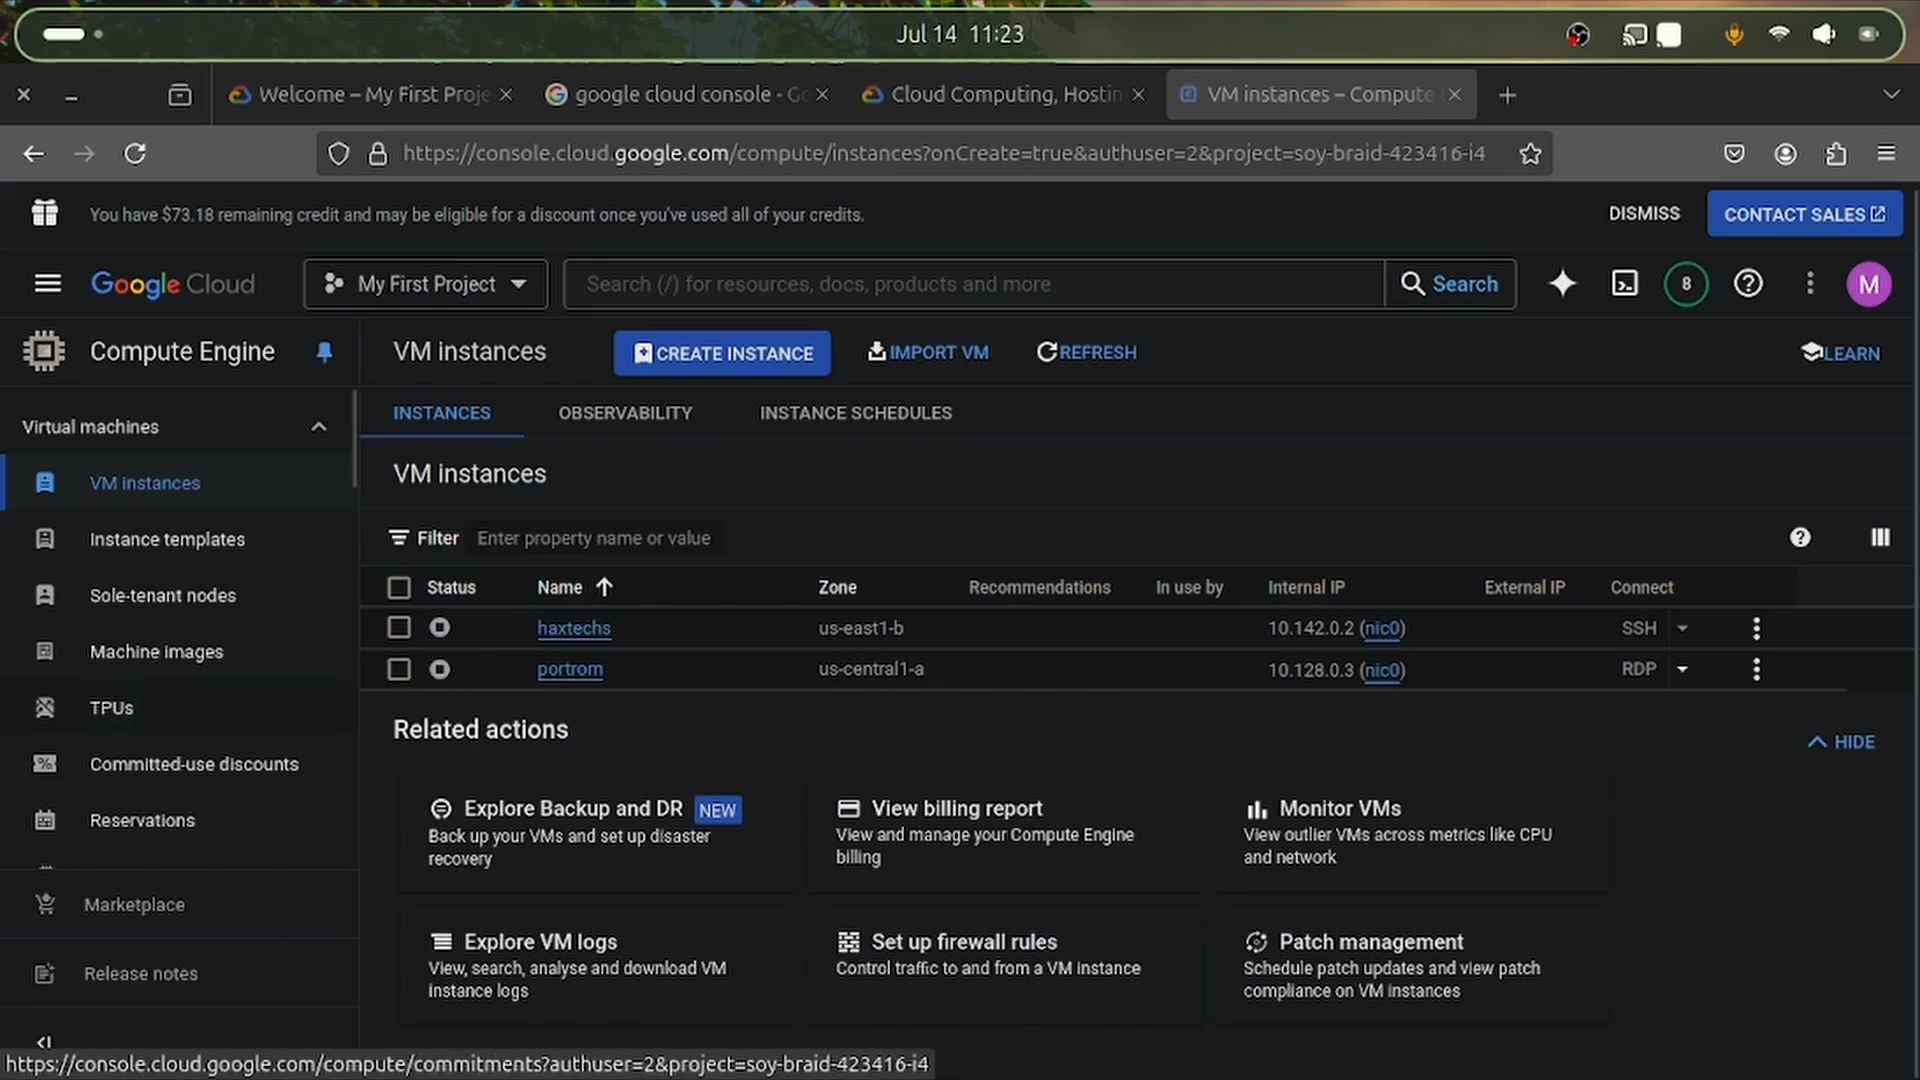 Jul 14 11:23
Welcome – My First Proje
google cloud console - Go
Cloud Computing, Hostin
VM instances – Compute
https://console.cloud.google.com/compute/instances?onCreate=true&authuser=2&project=soy-braid-423416-i4
You have $73.18 remaining credit and may be eligible for a discount once you've used all of your credits.
DISMISS
CONTACT SALES
Google Cloud
My First Project
Search (/) for resources, docs, products and more
Search
8
M
Compute Engine
VM instances
CREATE INSTANCE
IMPORT VM
REFRESH
LEARN
Virtual machines
VM instances
Instance templates
Sole-tenant nodes
Machine images
TPUs
Committed-use discounts
Reservations
Marketplace
Release notes
INSTANCES
OBSERVABILITY
INSTANCE SCHEDULES
VM instances
Filter
Enter property name or value
Status Name Zone Recommendations In use by Internal IP External IP Connect
haxtechs us-east1-b 10.142.0.2 (nic0) SSH
portrom us-central1-a 10.128.0.3 (nic0) RDP
Related actions
HIDE
Explore Backup and DR NEW
Back up your VMs and set up disaster
recovery
View billing report
View and manage your Compute Engine
billing
Monitor VMs
View outlier VMs across metrics like CPU
and network
Explore VM logs
View, search, analyse and download VM
instance logs
Set up firewall rules
Control traffic to and from a VM instance
Patch management
Schedule patch updates and view patch
compliance on VM instances
https://console.cloud.google.com/compute/commitments?authuser=2&project=soy-braid-423416-i4